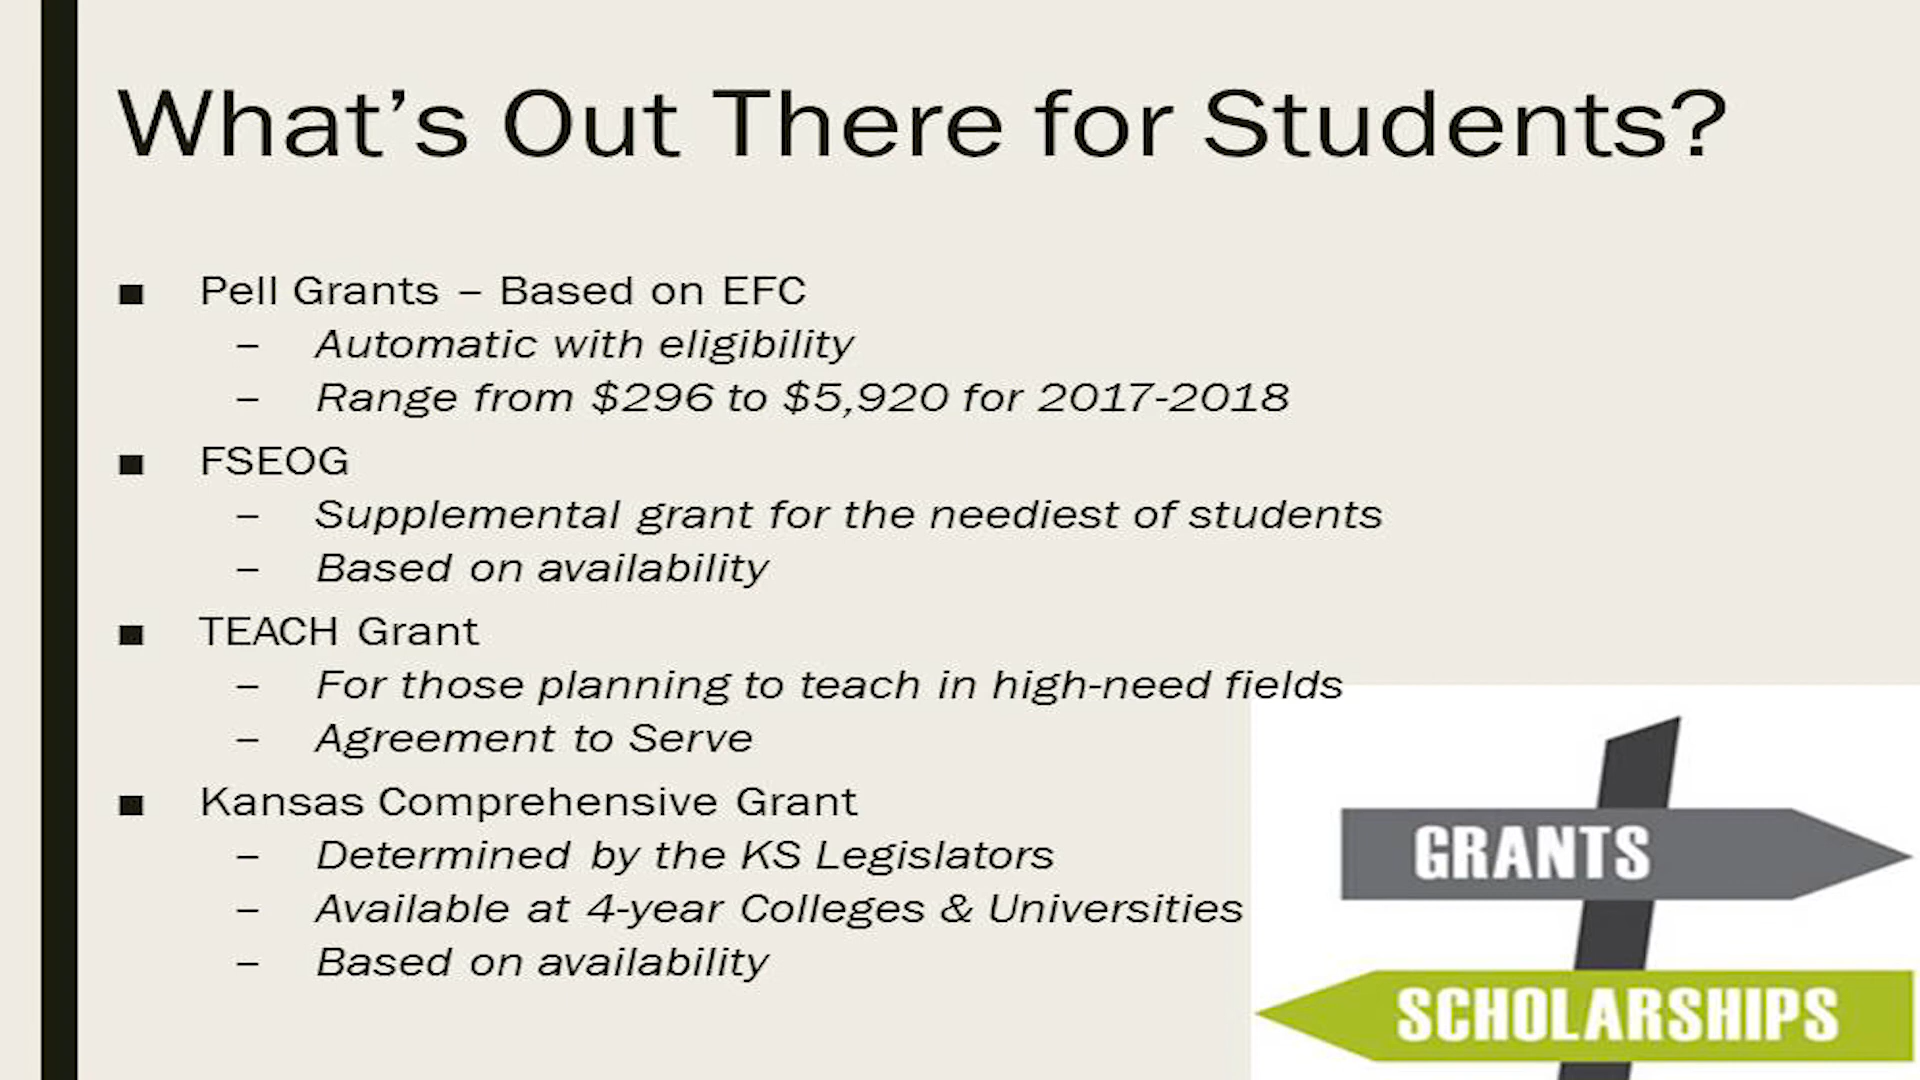 What’s Out There for Students?
■ Pell Grants – Based on EFC
– Automatic with eligibility
– Range from $296 to $5,920 for 2017-2018
■ FSEOG
– Supplemental grant for the neediest of students
– Based on availability
■ TEACH Grant
– For those planning to teach in high-need fields
– Agreement to Serve
■ Kansas Comprehensive Grant
– Determined by the KS Legislators
– Available at 4-year Colleges & Universities
– Based on availability
GRANTS
SCHOLARSHIPS